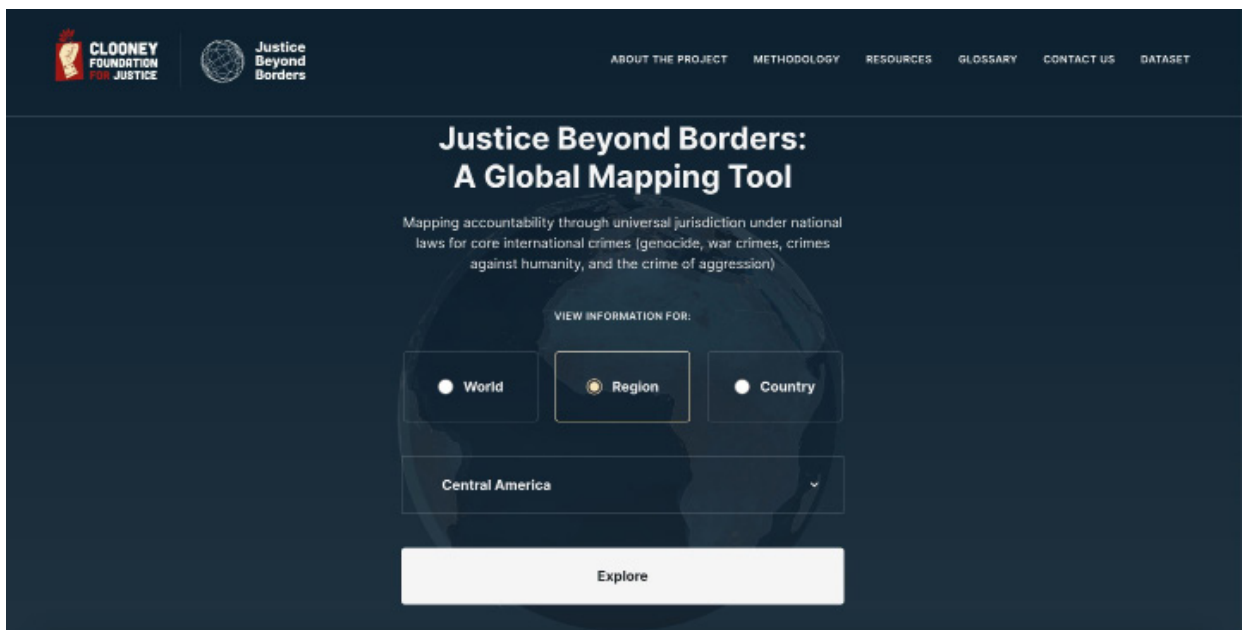 CLOONEY
FOUNDATION
FOR JUSTICE
Justice
Beyond
Borders
ABOUT THE PROJECT METHODOLOGY RESOURCES GLOSSARY CONTACT US DATASET
Justice Beyond Borders:
A Global Mapping Tool
Mapping accountability through universal jurisdiction under national
laws for core international crimes (genocide, war crimes, crimes
against humanity, and the crime of aggression)
VIEW INFORMATION FOR:
World Region Country
Central America
Explore